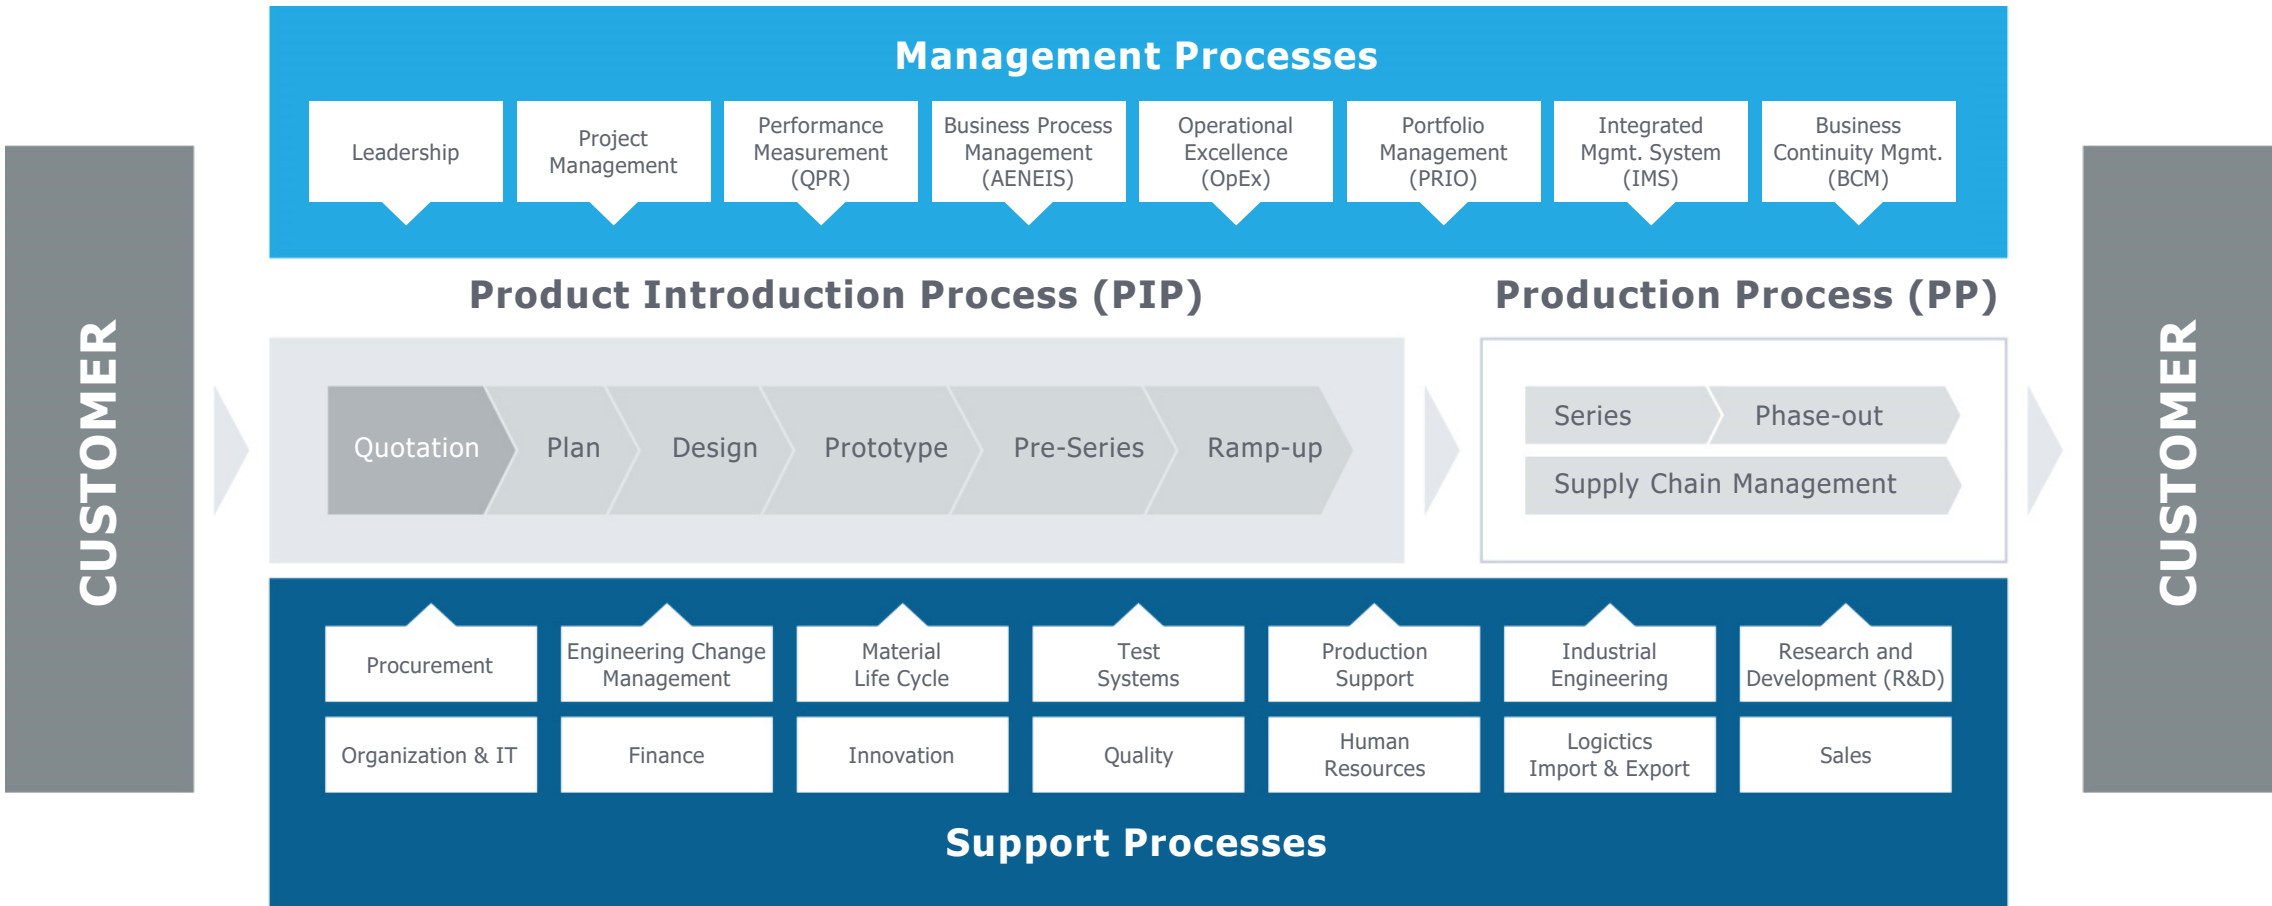 Management Processes
Leadership
Project
Management
Performance
Measurement
(QPR)
Business Process
Management
(AENEIS)
Operational
Excellence
(OpEx)
Portfolio
Management
(PRIO)
Integrated
Mgmt. System
(IMS)
Business
Continuity Mgmt.
(BCM)
CUSTOMER
Product Introduction Process (PIP)
Quotation
Plan
Design
Prototype
Pre-Series
Ramp-up
Production Process (PP)
Series
Phase-out
Supply Chain Management
CUSTOMER
Procurement
Engineering Change
Management
Material
Life Cycle
Test
Systems
Production
Support
Industrial
Engineering
Research and
Development (R&D)
Organization & IT
Finance
Innovation
Quality
Human
Resources
Logictics
Import & Export
Sales
Support Processes